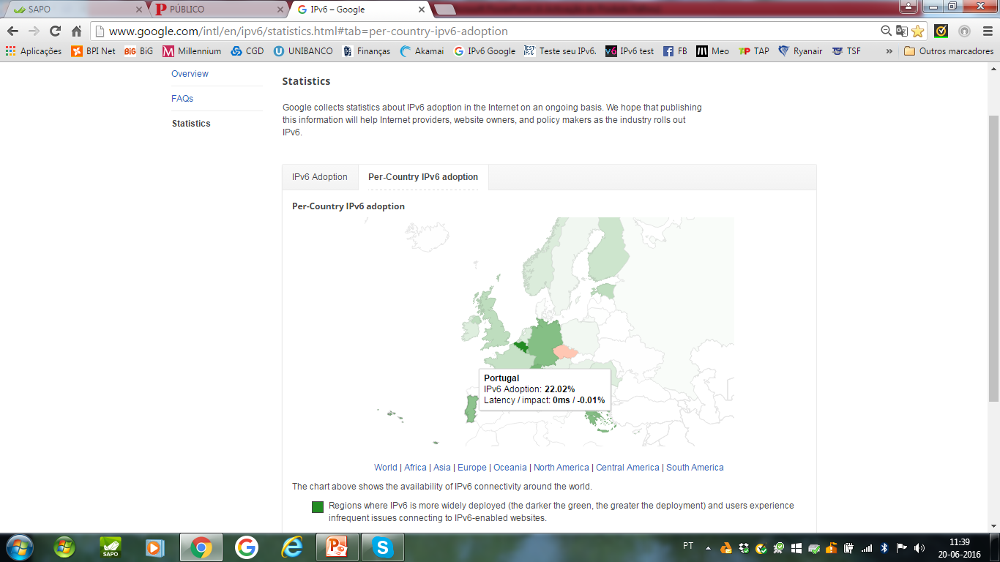 SAPO
PÚBLICO
IPv6 – Google
www.google.com/intl/en/ipv6/statistics.html#tab=per-country-ipv6-adoption
Aplicações BPI Net BiG Millennium CGD UNIBANCO Finanças Akamai IPv6 Google Teste seu IPv6. IPv6 test FB Meo TAP Ryanair TSF » Outros marcadores
Overview
FAQs
Statistics
Statistics
Google collects statistics about IPv6 adoption in the Internet on an ongoing basis. We hope that publishing
this information will help Internet providers, website owners, and policy makers as the industry rolls out
IPv6.
IPv6 Adoption
Per-Country IPv6 adoption
Per-Country IPv6 adoption
Portugal
IPv6 Adoption: 22.02%
Latency / impact: 0ms / -0.01%
World | Africa | Asia | Europe | Oceania | North America | Central America | South America
The chart above shows the availability of IPv6 connectivity around the world.
Regions where IPv6 is more widely deployed (the darker the green, the greater the deployment) and users experience
infrequent issues connecting to IPv6-enabled websites.
SAPO
PT
11:39
20-06-2016